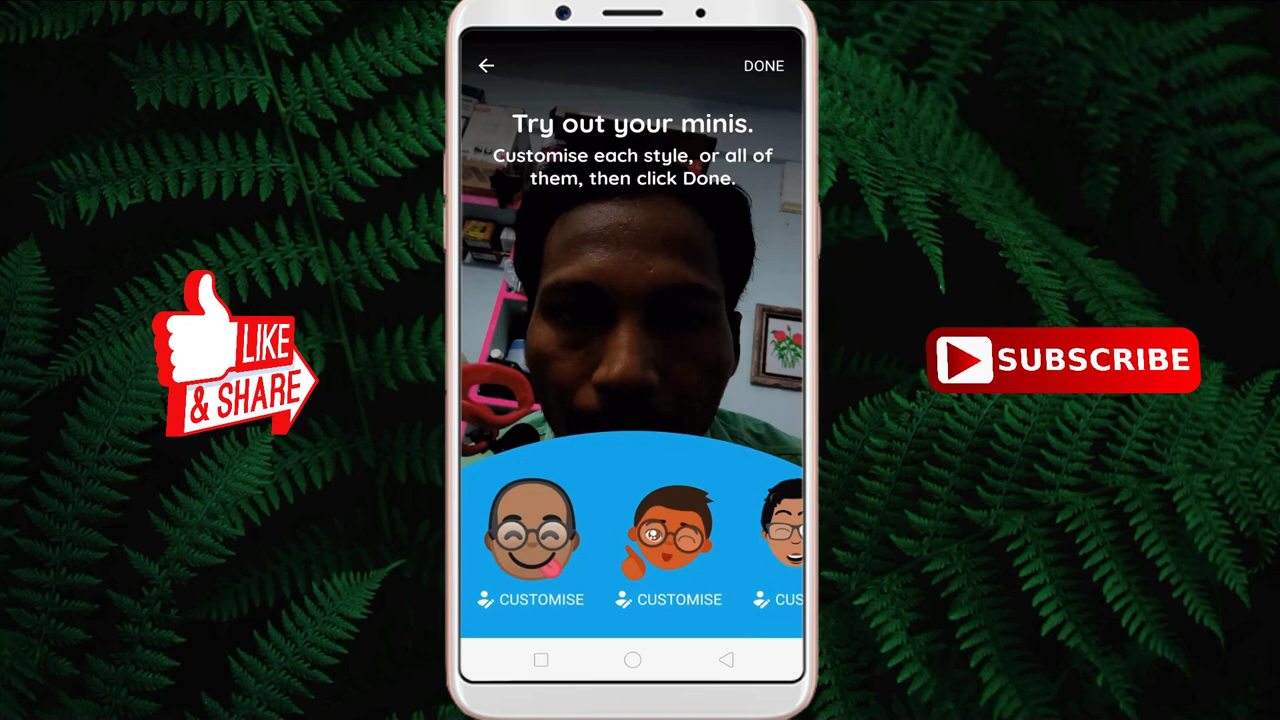 DONE
Try out your minis.
Customise each style, or all of
them, then click Done.
LIKE
& SHARE
SUBSCRIBE
CUSTOMISE
CUSTOMISE
CUS